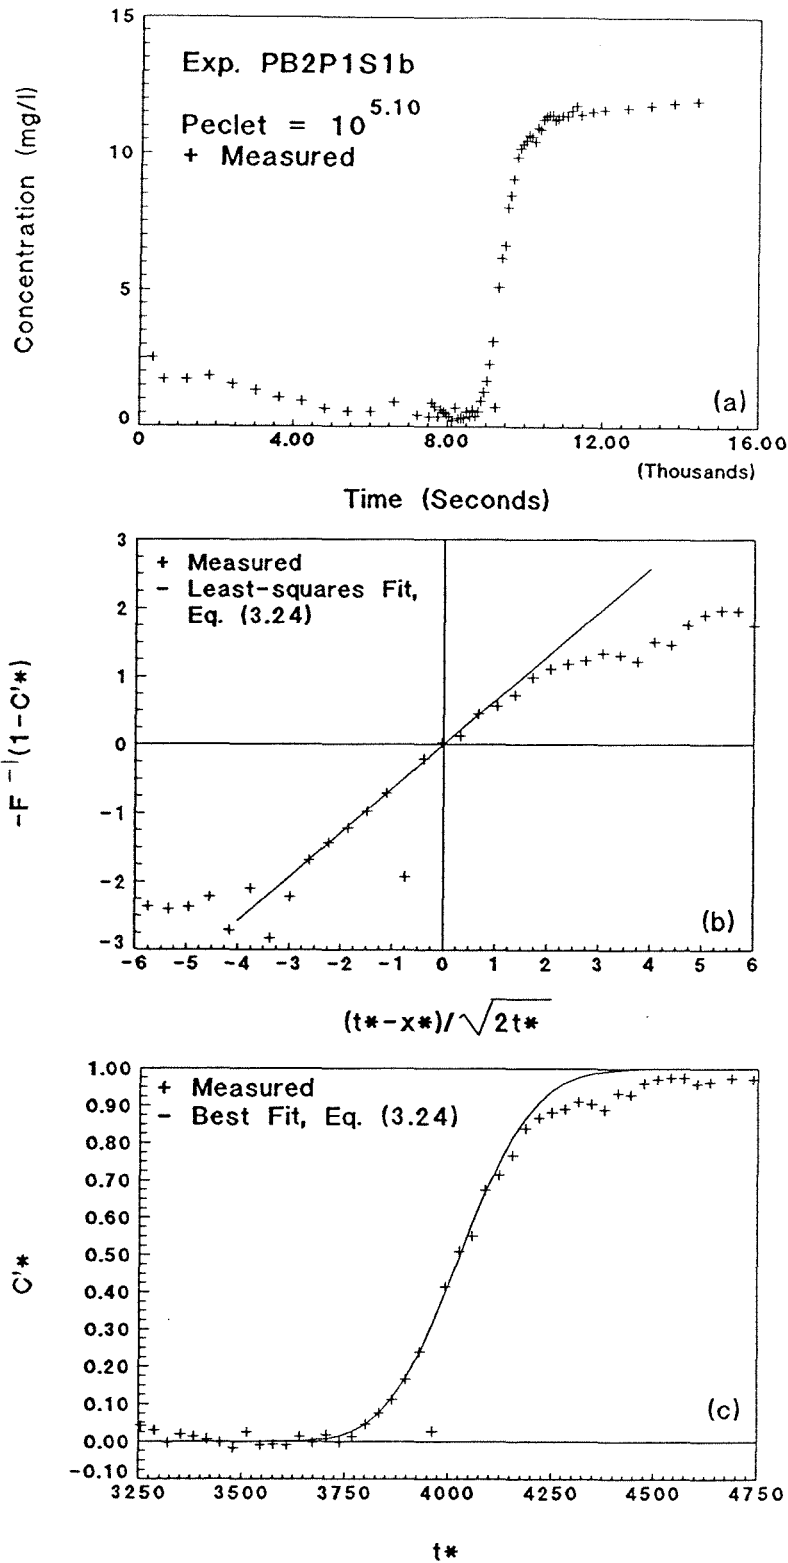 15
10
5
0
Concentration (mg/l)
Exp. PB2P1S1b
Peclet = 10^5.10
+ Measured
(a)
0 4.00 8.00 12.00 16.00
(Thousands)
Time (Seconds)
3
2
1
0
-1
-2
-3
-F^-1(1-C'*)
+ Measured
- Least-squares Fit,
Eq. (3.24)
(b)
-6 -5 -4 -3 -2 -1 0 1 2 3 4 5 6
(t*-x*)/√2t*
1.00
0.90
0.80
0.70
0.60
0.50
0.40
0.30
0.20
0.10
0.00
-0.10
C'*
+ Measured
- Best Fit, Eq. (3.24)
(c)
3250 3500 3750 4000 4250 4500 4750
t*